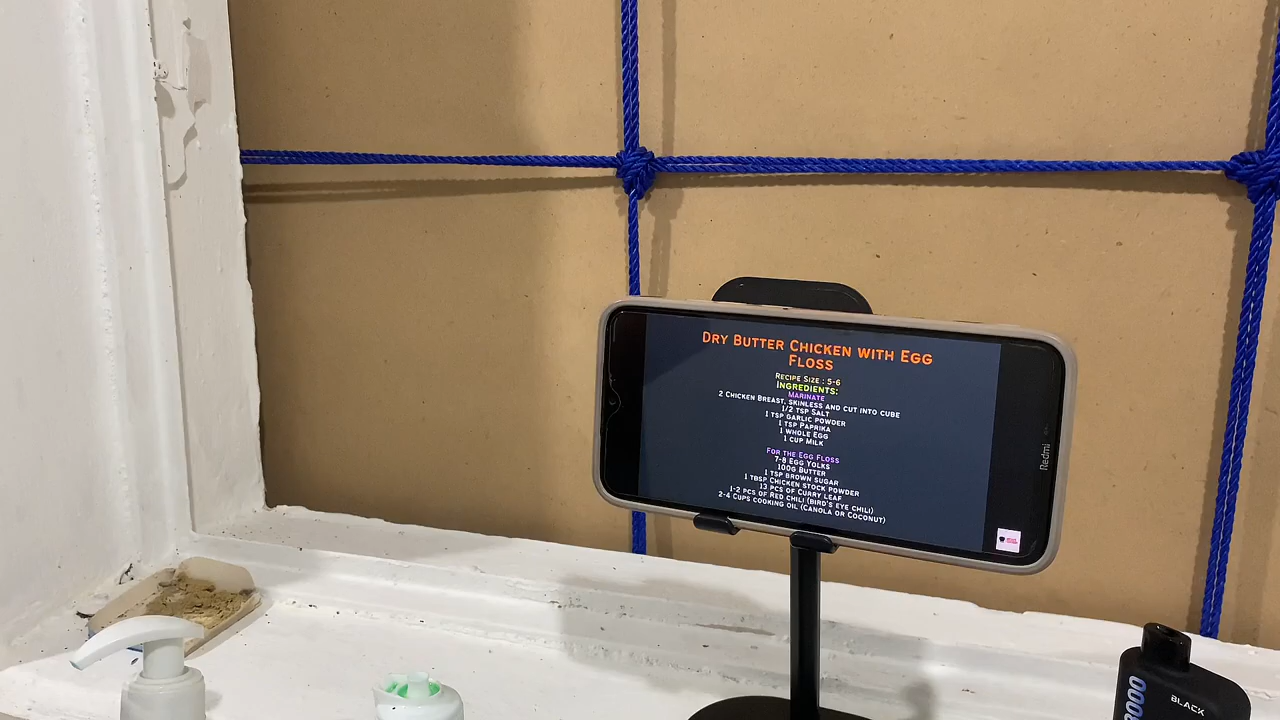 Dry Butter Chicken with Egg
Floss
Recipe Size : 5-6
Ingredients:
Marinate
2 Chicken Breast, skinless and cut into cube
1/2 tsp Salt
1 tsp garlic powder
1 tsp Paprika
1 whole Egg
1 cup Milk
For the Egg Floss
7-8 Egg Yolks
100g Butter
1 tsp brown sugar
1 tbsp chicken stock powder
13 pcs of Curry leaf
1-2 pcs of Red chili (bird's eye chili)
2-4 cups cooking oil (Canola or Coconut)
Redmi
BLACK